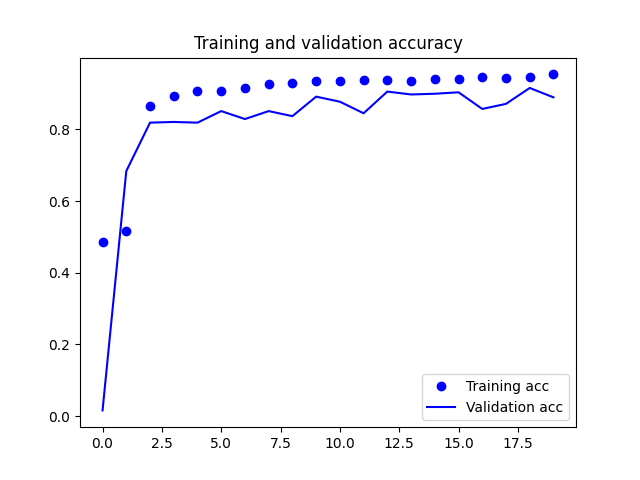 Training and validation accuracy
0.8
0.6
0.4
0.2
0.0
Training acc
Validation acc
0.0 2.5 5.0 7.5 10.0 12.5 15.0 17.5